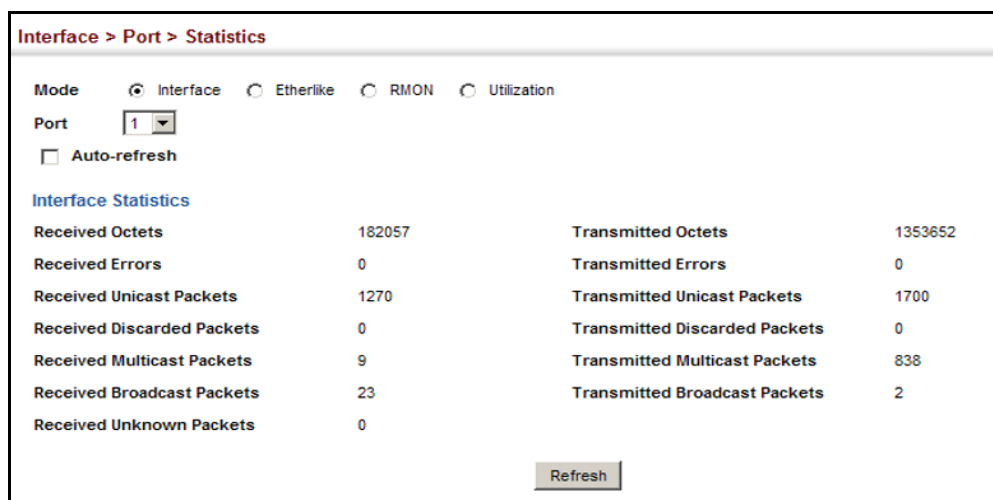 Interface > Port > Statistics
Mode Interface Etherlike RMON Utilization
Port 1
Auto-refresh
Interface Statistics
Received Octets 182057 Transmitted Octets 1353652
Received Errors 0 Transmitted Errors 0
Received Unicast Packets 1270 Transmitted Unicast Packets 1700
Received Discarded Packets 0 Transmitted Discarded Packets 0
Received Multicast Packets 9 Transmitted Multicast Packets 838
Received Broadcast Packets 23 Transmitted Broadcast Packets 2
Received Unknown Packets 0
Refresh